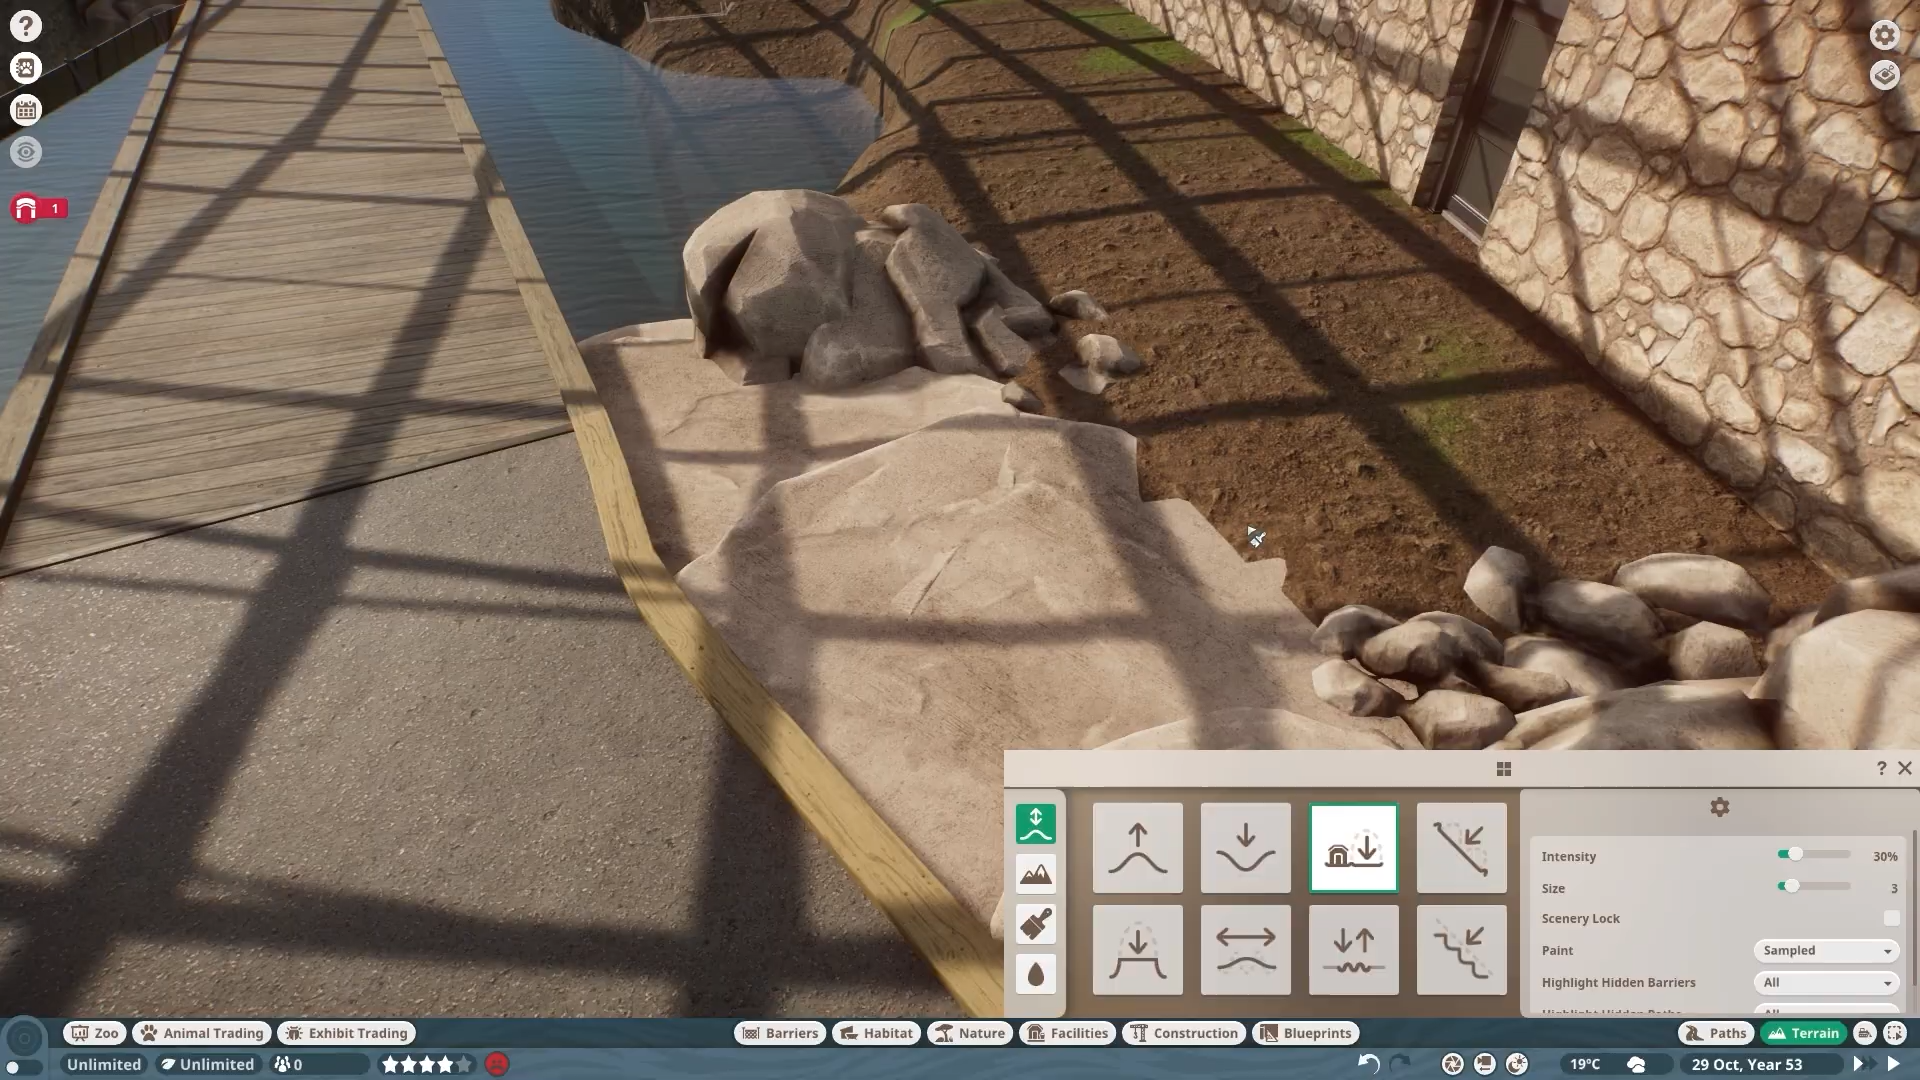 ?
1
? ×
Intensity 30%
Size 3
Scenery Lock
Paint Sampled
Highlight Hidden Barriers All
Zoo Animal Trading Exhibit Trading Barriers Habitat Nature Facilities Construction Blueprints Paths Terrain
Unlimited Unlimited 0 19°C 29 Oct, Year 53